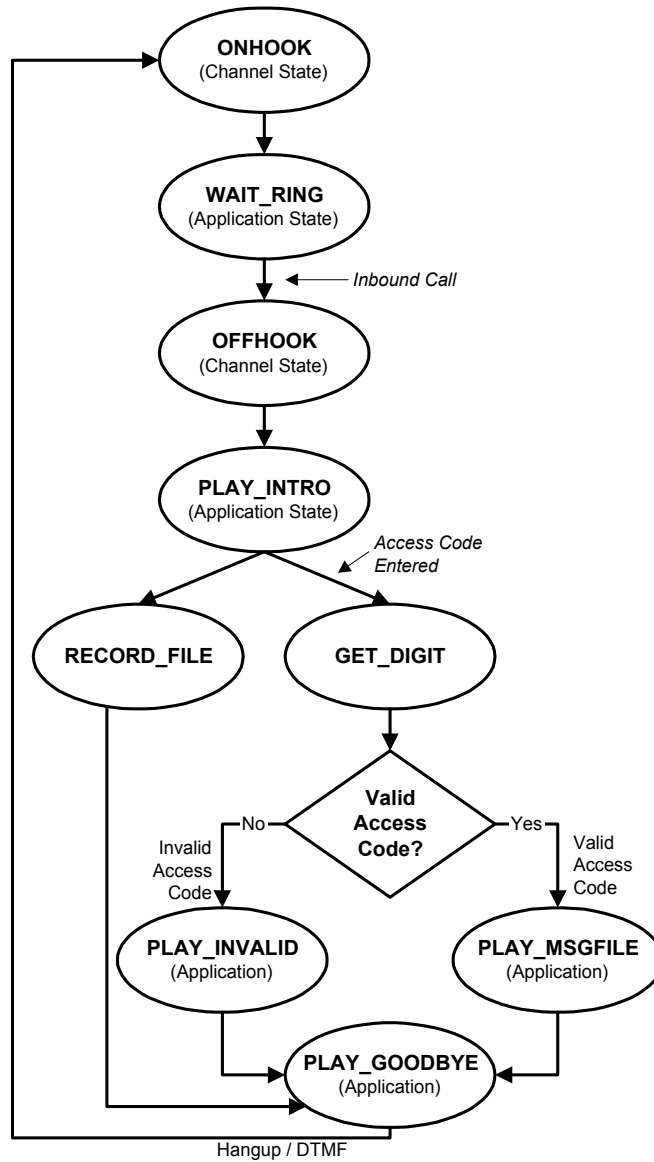 ONHOOK
(Channel State)
WAIT_RING
(Application State)
Inbound Call
OFFHOOK
(Channel State)
PLAY_INTRO
(Application State)
Access Code
Entered
RECORD_FILE
GET_DIGIT
Valid
Access
Code?
No
Yes
Invalid
Access
Code
Valid
Access
Code
PLAY_INVALID
(Application)
PLAY_MSGFILE
(Application)
PLAY_GOODBYE
(Application)
Hangup / DTMF